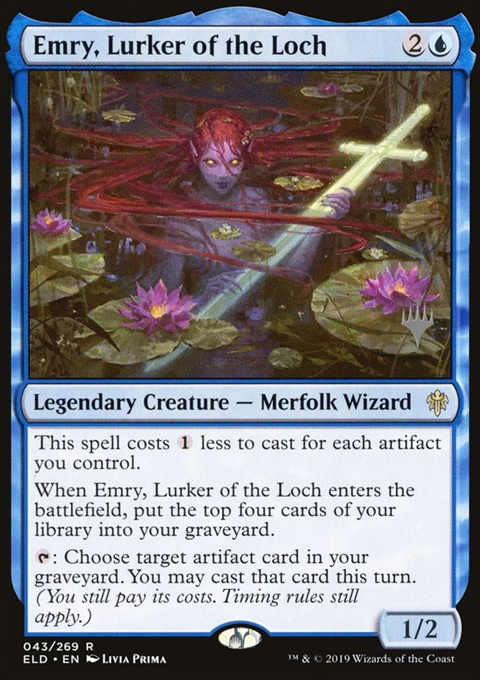 Emry, Lurker of the Loch 2
Legendary Creature — Merfolk Wizard
This spell costs 1 less to cast for each artifact
you control.
When Emry, Lurker of the Loch enters the
battlefield, put the top four cards of your
library into your graveyard.
: Choose target artifact card in your
graveyard. You may cast that card this turn.
(You still pay its costs. Timing rules still
apply.)
1/2
043/269 R
ELD • EN LIVIA PRIMA
™ & © 2019 Wizards of the Coast